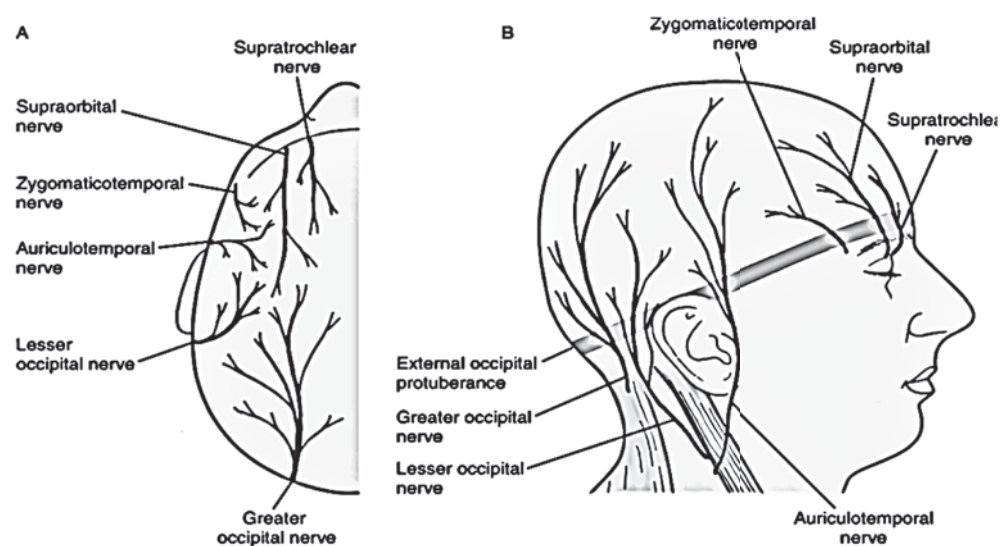 A
Supratrochlear
nerve
Supraorbital
nerve
Zygomaticotemporal
nerve
Auriculotemporal
nerve
Lesser
occipital nerve
Greater
occipital nerve
B
Zygomaticotemporal
nerve
Supraorbital
nerve
Supratrochlea
nerve
External occipital
protuberance
Greater occipital
nerve
Lesser occipital
nerve
Auriculotemporal
nerve